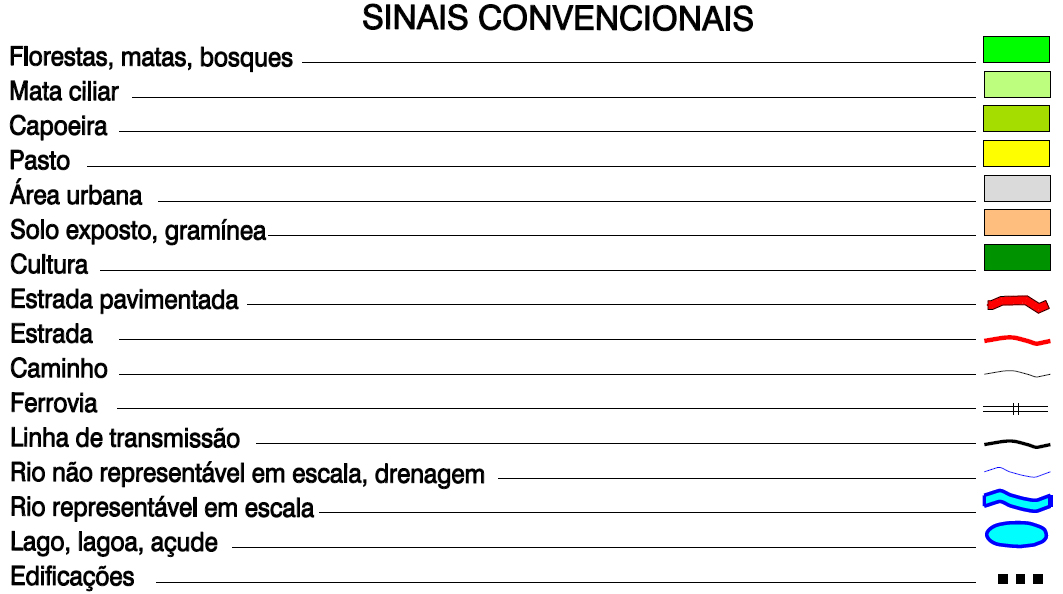 SINAIS CONVENCIONAIS
Florestas, matas, bosques
Mata ciliar
Capoeira
Pasto
Área urbana
Solo exposto, gramínea
Cultura
Estrada pavimentada
Estrada
Caminho
Ferrovia
Linha de transmissão
Rio não representável em escala, drenagem
Rio representável em escala
Lago, lagoa, açude
Edificações